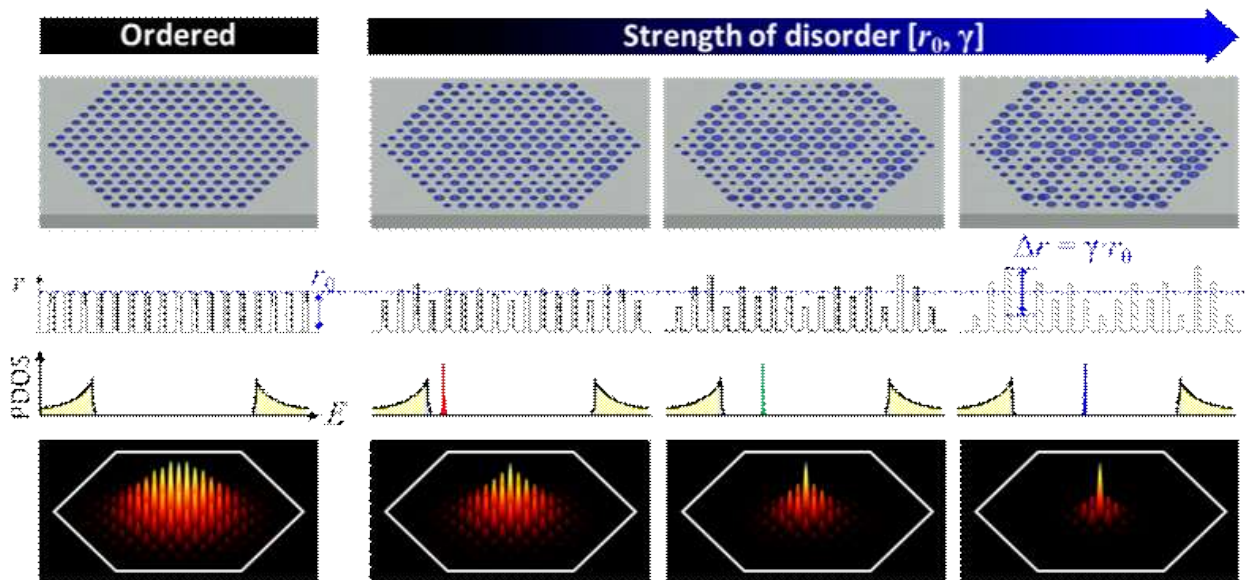 Ordered
Strength of disorder [r₀, γ]
Δr = γ·r₀
r
r₀
PDOS
E